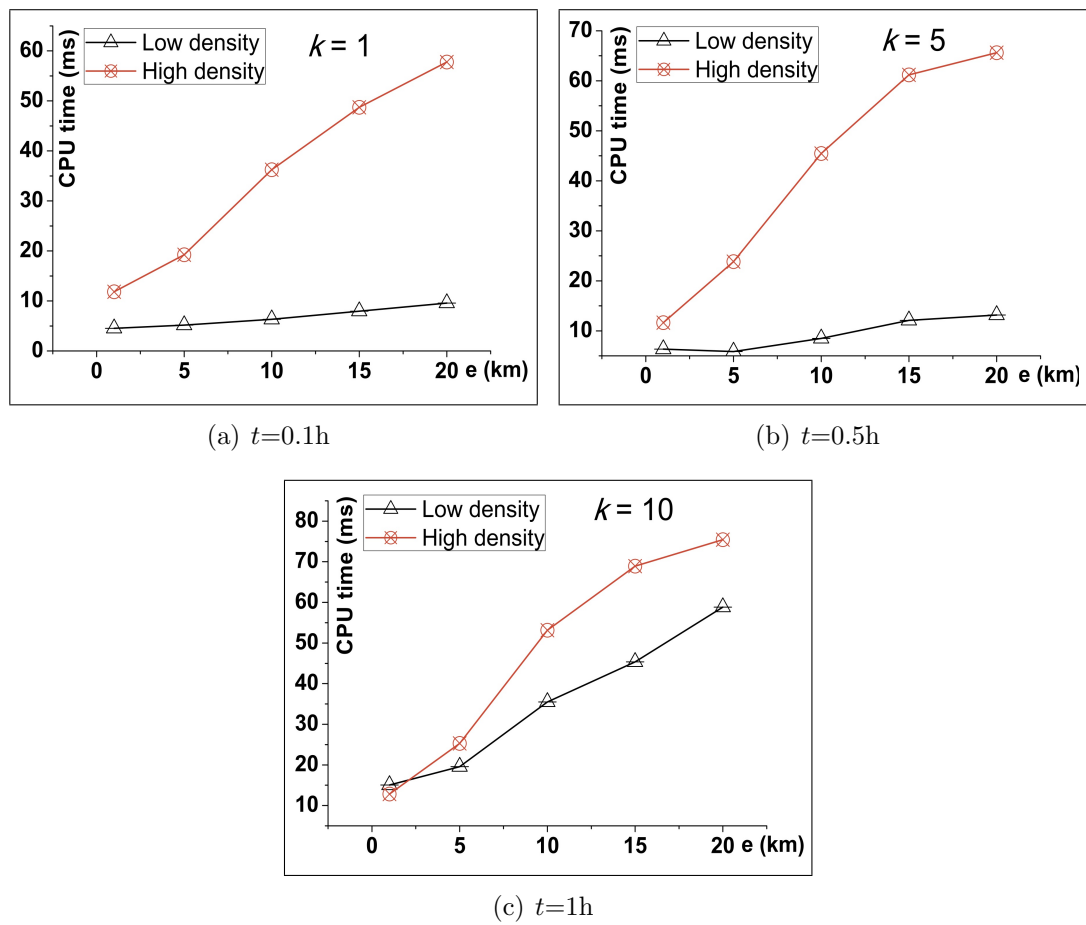 k = 1
Low density
High density
CPU time (ms)
60
50
40
30
20
10
0
0 5 10 15 20 e (km)
(a) t=0.1h
k = 5
Low density
High density
CPU time (ms)
70
60
50
40
30
20
10
0 5 10 15 20 e (km)
(b) t=0.5h
k = 10
Low density
High density
CPU time (ms)
80
70
60
50
40
30
20
10
0 5 10 15 20 e (km)
(c) t=1h